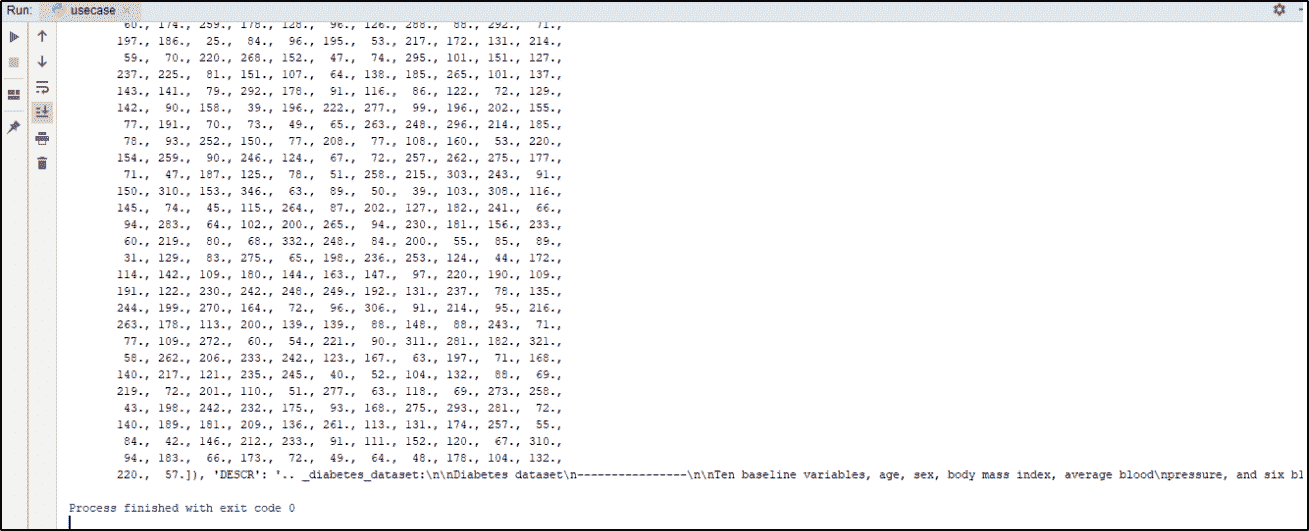 Run: usecase
60., 174., 259., 178., 128., 96., 126., 288., 88., 292., 71.,
197., 186., 25., 84., 96., 195., 53., 217., 172., 131., 214.,
59., 70., 220., 268., 152., 47., 74., 295., 101., 151., 127.,
237., 225., 81., 151., 107., 64., 138., 185., 265., 101., 137.,
143., 141., 79., 292., 178., 91., 116., 86., 122., 72., 129.,
142., 90., 158., 39., 196., 222., 277., 99., 196., 202., 155.,
77., 191., 70., 73., 49., 65., 263., 248., 296., 214., 185.,
78., 93., 252., 150., 77., 208., 77., 108., 160., 53., 220.,
154., 259., 90., 246., 124., 67., 72., 257., 262., 275., 177.,
71., 47., 187., 125., 78., 51., 258., 215., 303., 243., 91.,
150., 310., 153., 346., 63., 89., 50., 39., 103., 308., 116.,
145., 74., 45., 115., 264., 87., 202., 127., 182., 241., 66.,
94., 283., 64., 102., 200., 265., 94., 230., 181., 156., 233.,
60., 219., 80., 68., 332., 248., 84., 200., 55., 85., 89.,
31., 129., 83., 275., 65., 198., 236., 253., 124., 44., 172.,
114., 142., 109., 180., 144., 163., 147., 97., 220., 190., 109.,
191., 122., 230., 242., 248., 249., 192., 131., 237., 78., 135.,
244., 199., 270., 164., 72., 96., 306., 91., 214., 95., 216.,
263., 178., 113., 200., 139., 139., 88., 148., 88., 243., 71.,
77., 109., 272., 60., 54., 221., 90., 311., 281., 182., 321.,
58., 262., 206., 233., 242., 123., 167., 63., 197., 71., 168.,
140., 217., 121., 235., 245., 40., 52., 104., 132., 88., 69.,
219., 72., 201., 110., 51., 277., 63., 118., 69., 273., 258.,
43., 198., 242., 232., 175., 93., 168., 275., 293., 281., 72.,
140., 189., 181., 209., 136., 261., 113., 131., 174., 257., 55.,
84., 42., 146., 212., 233., 91., 111., 152., 120., 67., 310.,
94., 183., 66., 173., 72., 49., 64., 48., 178., 104., 132.,
220., 57.]), 'DESCR': '.. _diabetes_dataset:\n\nDiabetes dataset\n----------------\n\nTen baseline variables, age, sex, body mass index, average blood\npressure, and six bl
Process finished with exit code 0